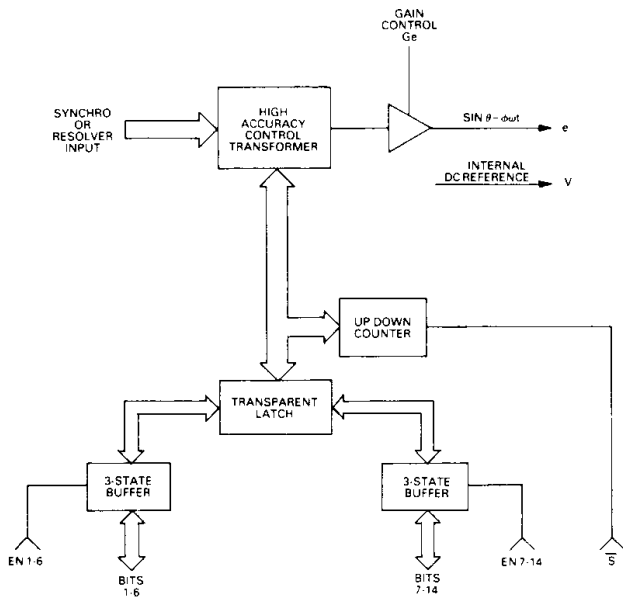 GAIN
CONTROL
Ge
SYNCHRO
OR
RESOLVER
INPUT
HIGH
ACCURACY
CONTROL
TRANSFORMER
SIN θ – ϕωt
e
INTERNAL
DC REFERENCE
V
UP DOWN
COUNTER
TRANSPARENT
LATCH
3-STATE
BUFFER
3-STATE
BUFFER
EN 1-6
BITS
1-6
BITS
7-14
EN 7-14
S̅